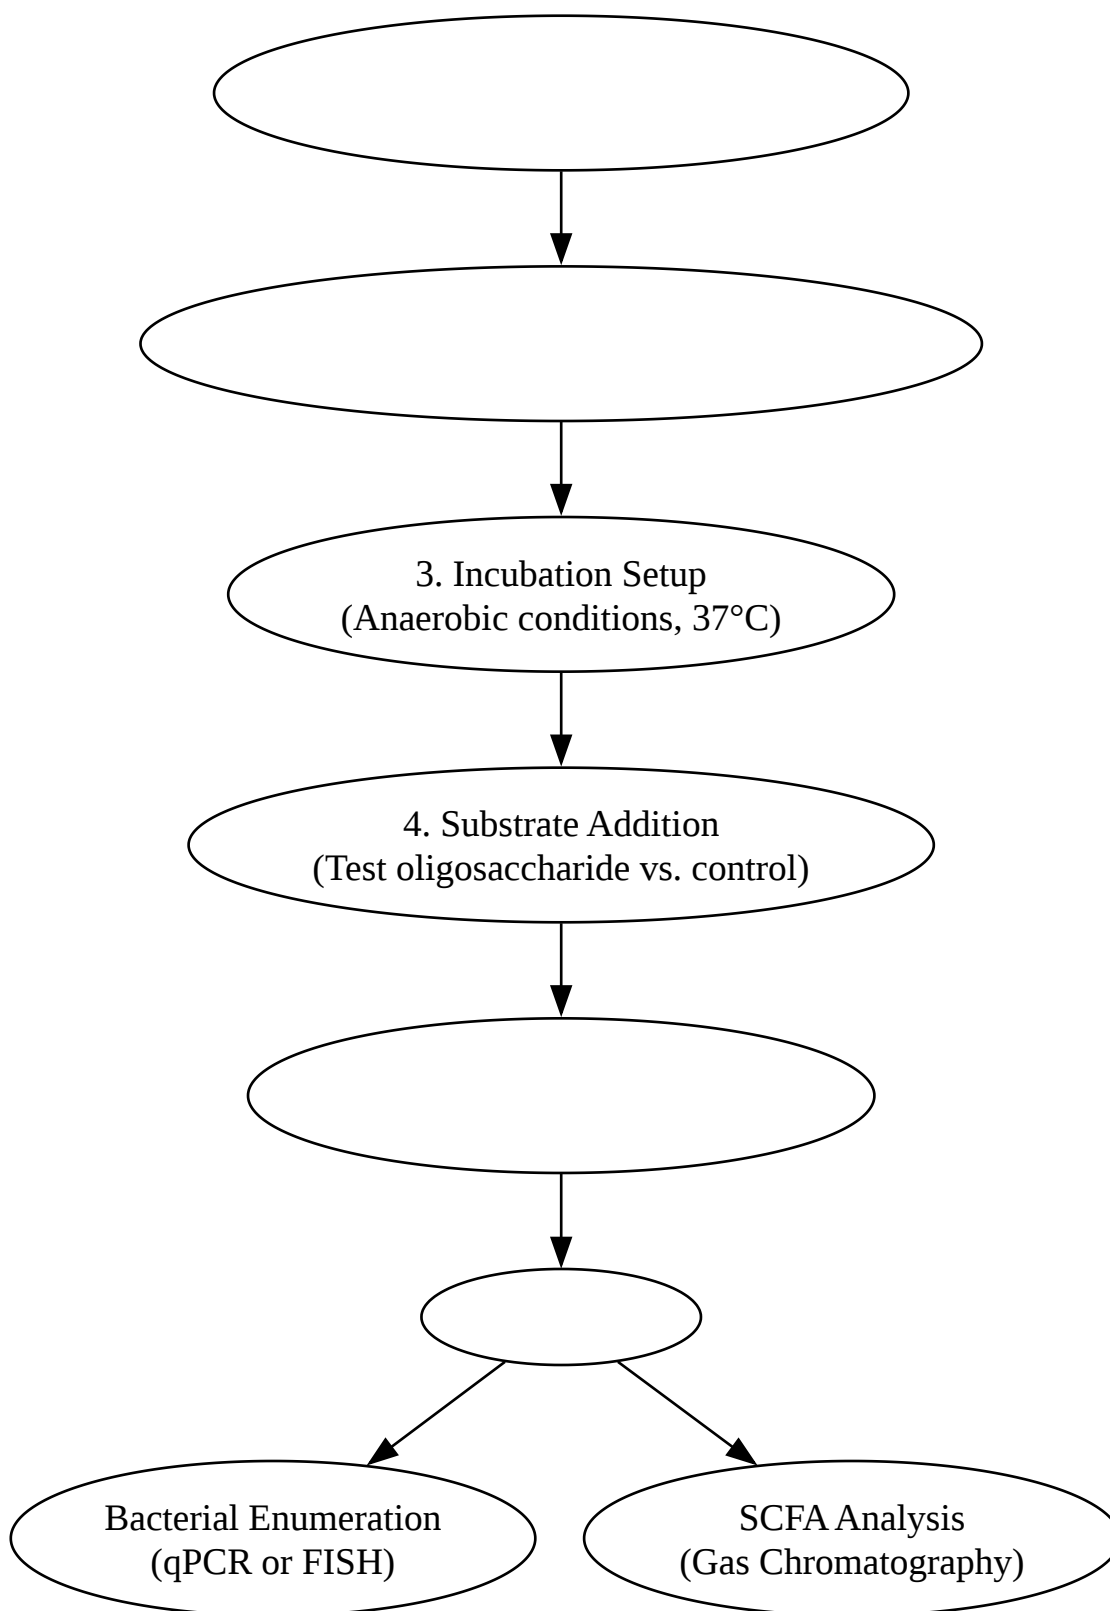 3. Incubation Setup
(Anaerobic conditions, 37°C)
4. Substrate Addition
(Test oligosaccharide vs. control)
Bacterial Enumeration
(qPCR or FISH)
SCFA Analysis
(Gas Chromatography)